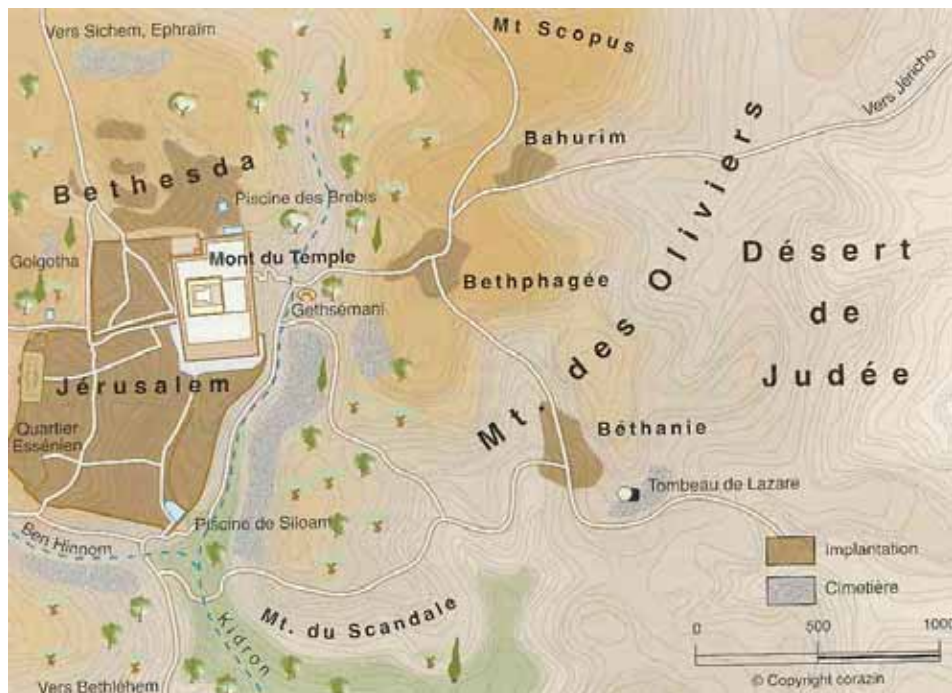 Vers Sichem, Ephraïm
Mt Scopus
Vers Jéricho
Bahurim
Bethesda
Piscine des Brebis
Golgotha
Mont du Temple
Bethphagée
Gethsémani
Mt. des Oliviers
Désert
de
Judée
Jérusalem
Quartier
Essénien
Béthanie
Tombeau de Lazare
Piscine de Siloam
Ben Hinnom
Implantation
Cimetière
Mt. du Scandale
Kidron
0 500 1000
Vers Bethléhem
© Copyright corazin